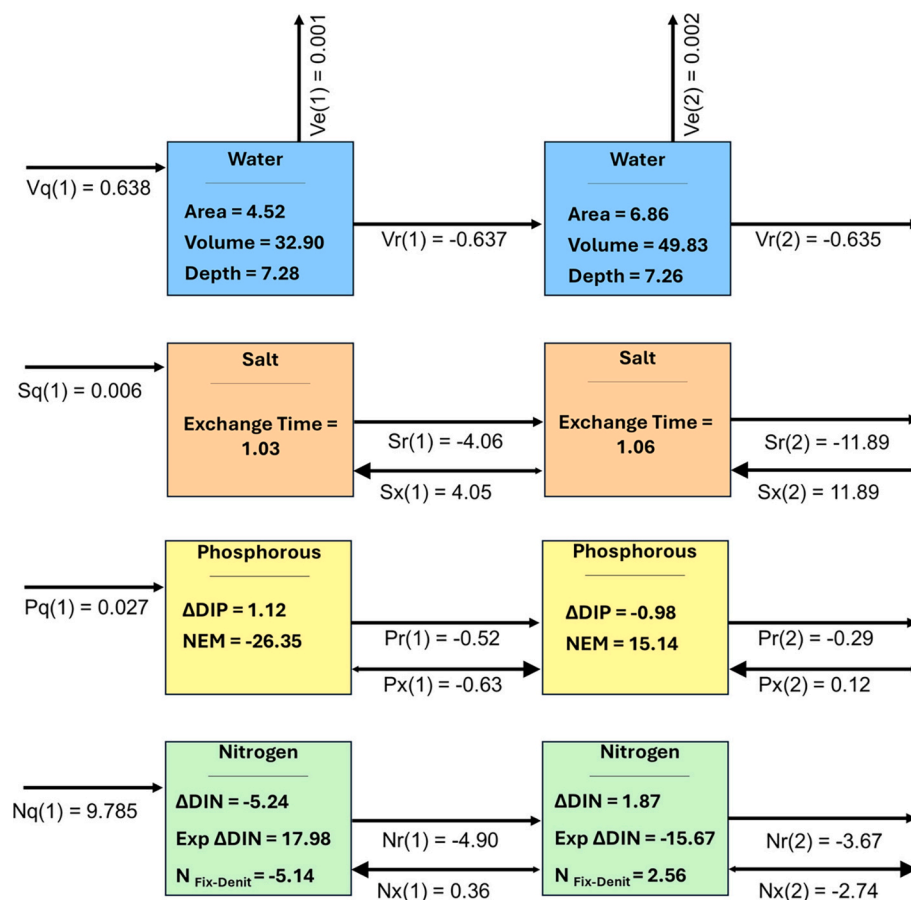 Ve(1) = 0.001
Ve(2) = 0.002
Vq(1) = 0.638
Water
Area = 4.52
Volume = 32.90
Depth = 7.28
Vr(1) = -0.637
Water
Area = 6.86
Volume = 49.83
Depth = 7.26
Vr(2) = -0.635
Sq(1) = 0.006
Salt
Exchange Time =
1.03
Sr(1) = -4.06
Sx(1) = 4.05
Salt
Exchange Time =
1.06
Sr(2) = -11.89
Sx(2) = 11.89
Pq(1) = 0.027
Phosphorous
ΔDIP = 1.12
NEM = -26.35
Pr(1) = -0.52
Px(1) = -0.63
Phosphorous
ΔDIP = -0.98
NEM = 15.14
Pr(2) = -0.29
Px(2) = 0.12
Nq(1) = 9.785
Nitrogen
ΔDIN = -5.24
Exp ΔDIN = 17.98
N Fix-Denit = -5.14
Nr(1) = -4.90
Nx(1) = 0.36
Nitrogen
ΔDIN = 1.87
Exp ΔDIN = -15.67
N Fix-Denit = 2.56
Nr(2) = -3.67
Nx(2) = -2.74